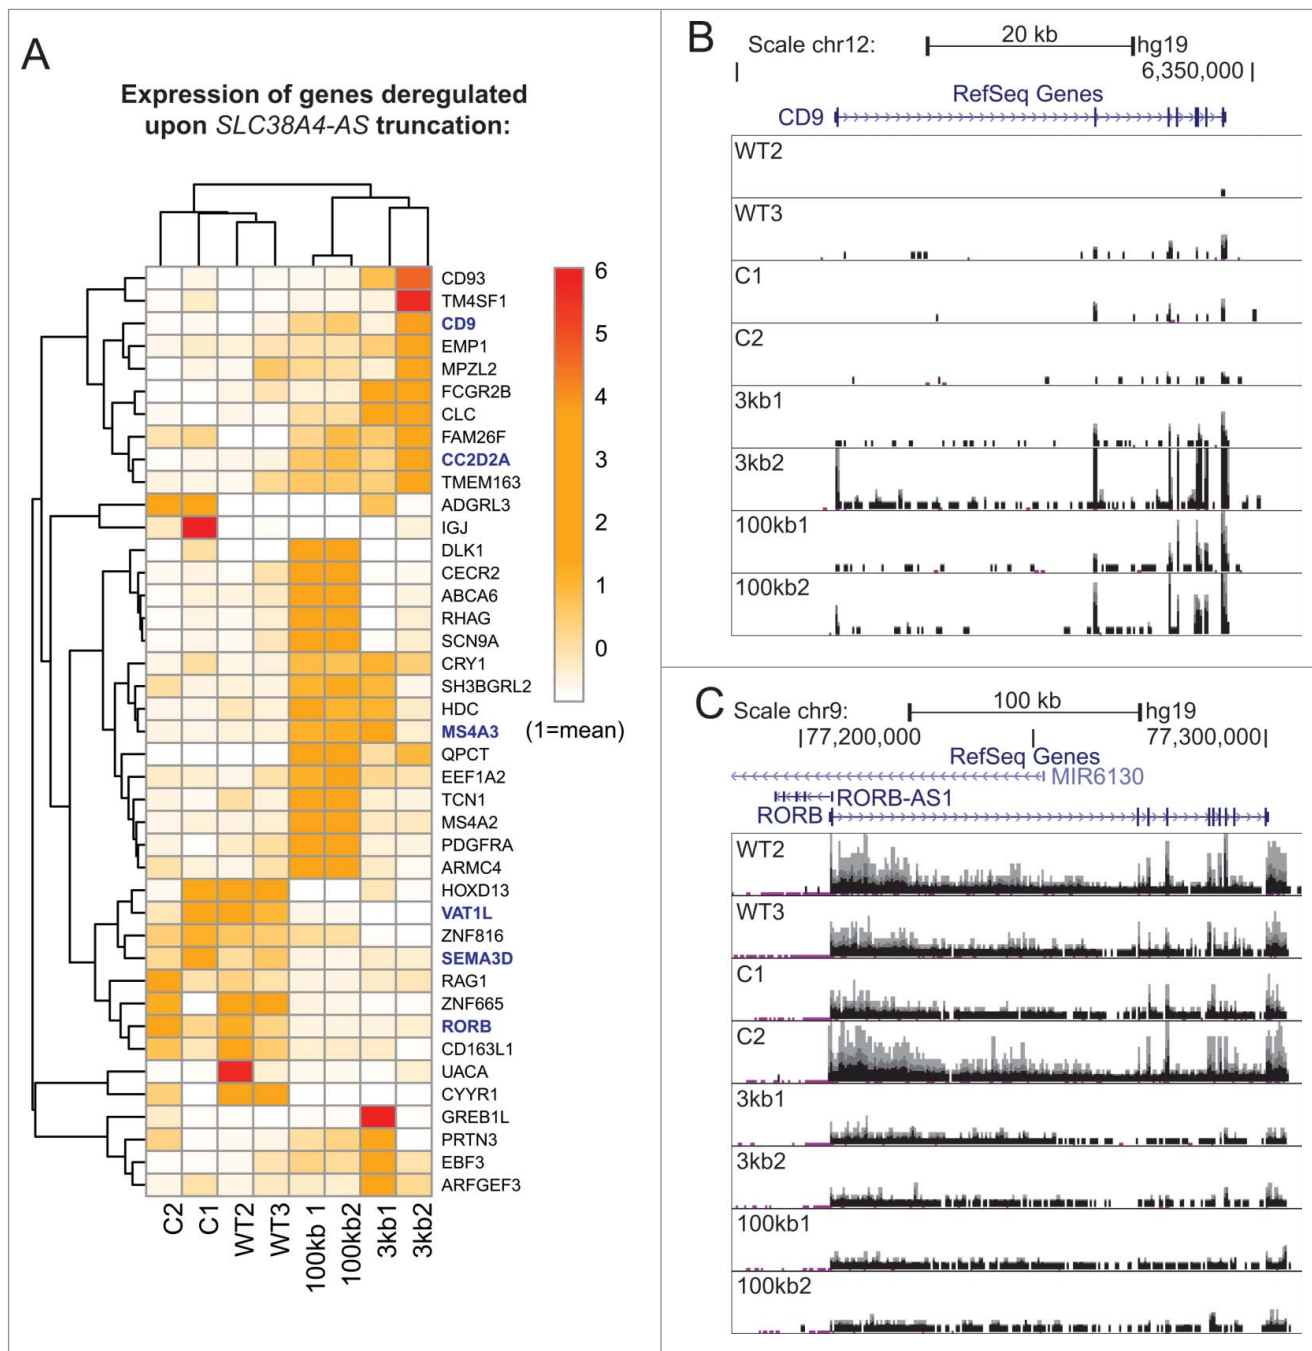 A
Expression of genes deregulated
upon SLC38A4-AS truncation:
CD93
TM4SF1
CD9
EMP1
MPZL2
FCGR2B
CLC
FAM26F
CC2D2A
TMEM163
ADGRL3
IGJ
DLK1
CECR2
ABCA6
RHAG
SCN9A
CRY1
SH3BGRL2
HDC
MS4A3
QPCT
EEF1A2
TCN1
MS4A2
PDGFRA
ARMC4
HOXD13
VAT1L
ZNF816
SEMA3D
RAG1
ZNF665
RORB
CD163L1
UACA
CYYR1
GREB1L
PRTN3
EBF3
ARFGEF3
6
5
4
3
2
1
0
(1=mean)
C2
C1
WT2
WT3
100kb 1
100kb2
3kb1
3kb2
B
Scale chr12: 20 kb hg19
6,350,000
RefSeq Genes
CD9
WT2
WT3
C1
C2
3kb1
3kb2
100kb1
100kb2
C
Scale chr9: 100 kb hg19
77,200,000 77,300,000
RefSeq Genes
MIR6130
RORB-AS1
RORB
WT2
WT3
C1
C2
3kb1
3kb2
100kb1
100kb2